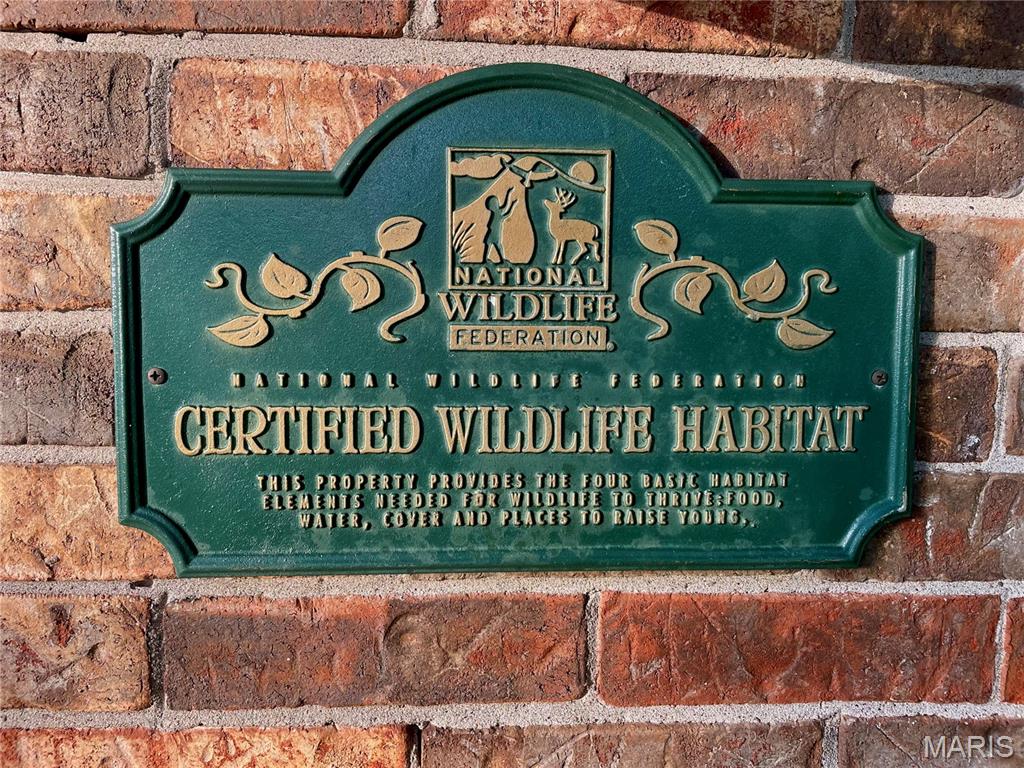 NATIONAL
WILDLIFE
FEDERATION
NATIONAL WILDLIFE FEDERATION
CERTIFIED WILDLIFE HABITAT
THIS PROPERTY PROVIDES THE FOUR BASIC HABITAT
ELEMENTS NEEDED FOR WILDLIFE TO THRIVE:FOOD,
WATER, COVER AND PLACES TO RAISE YOUNG.
MARIS